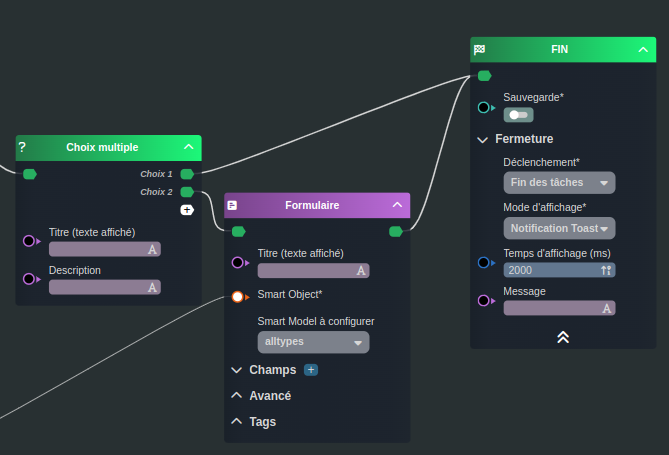 FIN
Sauvegarde*
Fermeture
Déclenchement*
Fin des tâches
Mode d'affichage*
Notification Toast
Temps d'affichage (ms)
2000
Message
A
? Choix multiple
Choix 1
Choix 2
+
Titre (texte affiché)
A
Description
A
Formulaire
Titre (texte affiché)
A
Smart Object*
Smart Model à configurer
alltypes
Champs +
Avancé
Tags